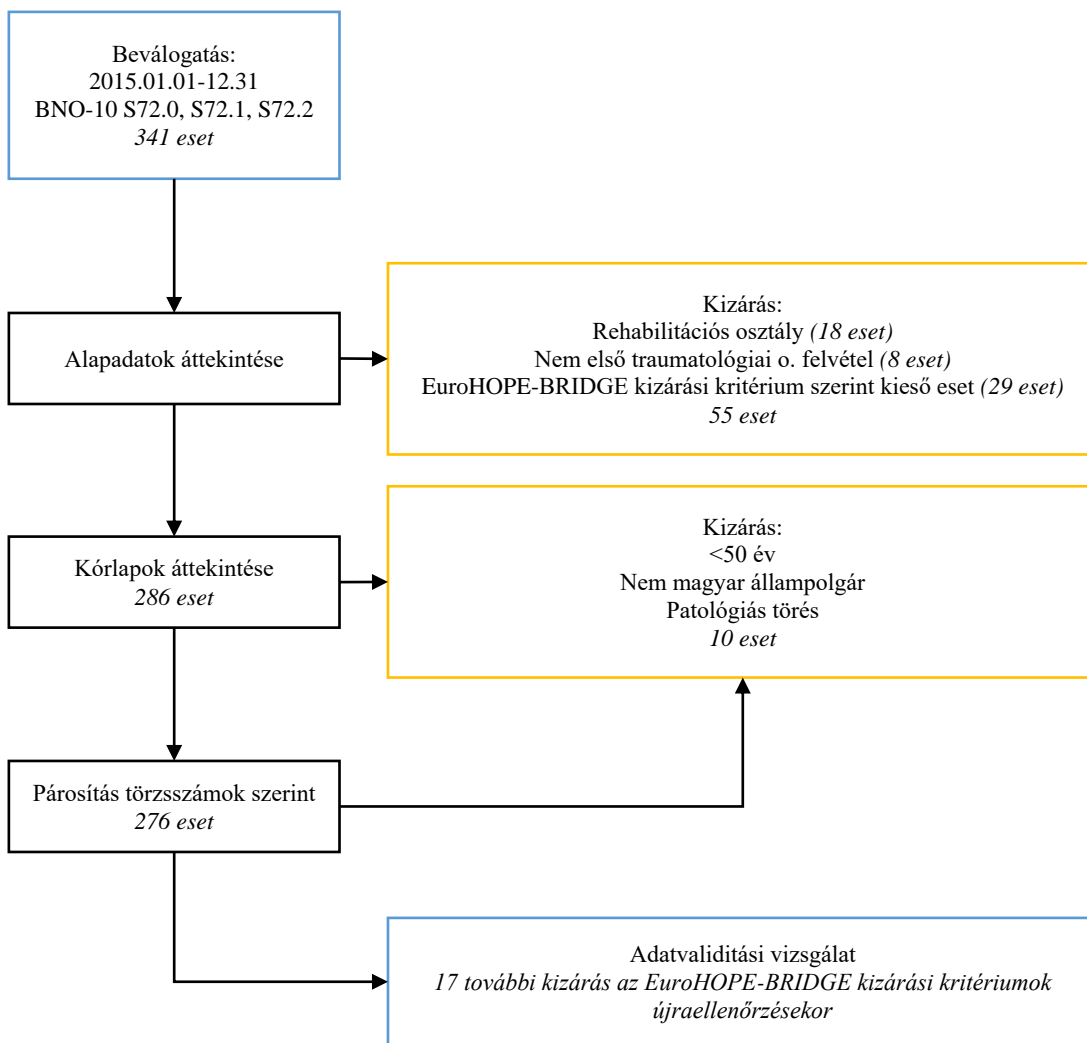 Beválogatás:
2015.01.01-12.31
BNO-10 S72.0, S72.1, S72.2
341 eset
Alapadatok áttekintése
Kizárás:
Rehabilitációs osztály (18 eset)
Nem első traumatológiai o. felvétel (8 eset)
EuroHOPE-BRIDGE kizárási kritérium szerint kieső eset (29 eset)
55 eset
Kórlapok áttekintése
286 eset
Kizárás:
<50 év
Nem magyar állampolgár
Patológiás törés
10 eset
Párosítás törzsszámok szerint
276 eset
Adatvaliditási vizsgálat
17 további kizárás az EuroHOPE-BRIDGE kizárási kritériumok
újraellenőrzésekor